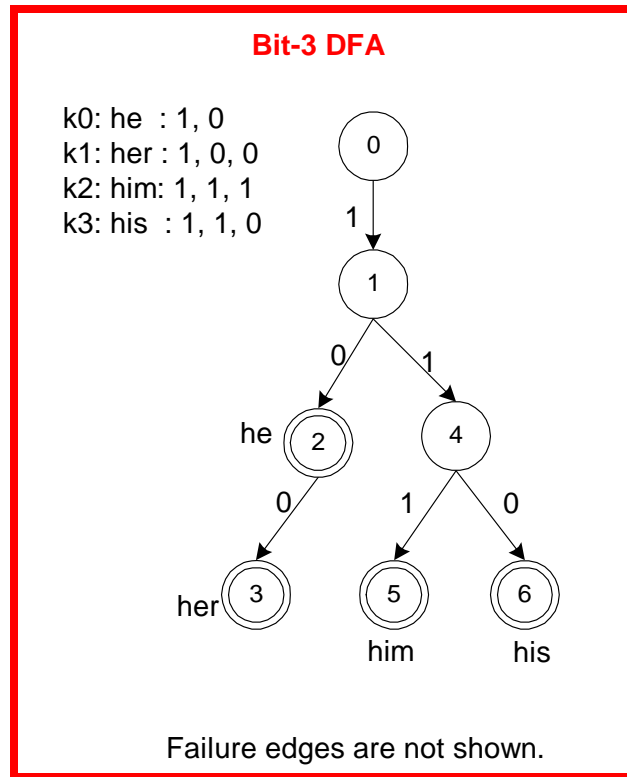 Bit-3 DFA
k0: he : 1, 0
k1: her : 1, 0, 0
k2: him: 1, 1, 1
k3: his : 1, 1, 0
0
1
1
0
1
he
2
4
0
1
0
her
3
5
6
him
his
Failure edges are not shown.